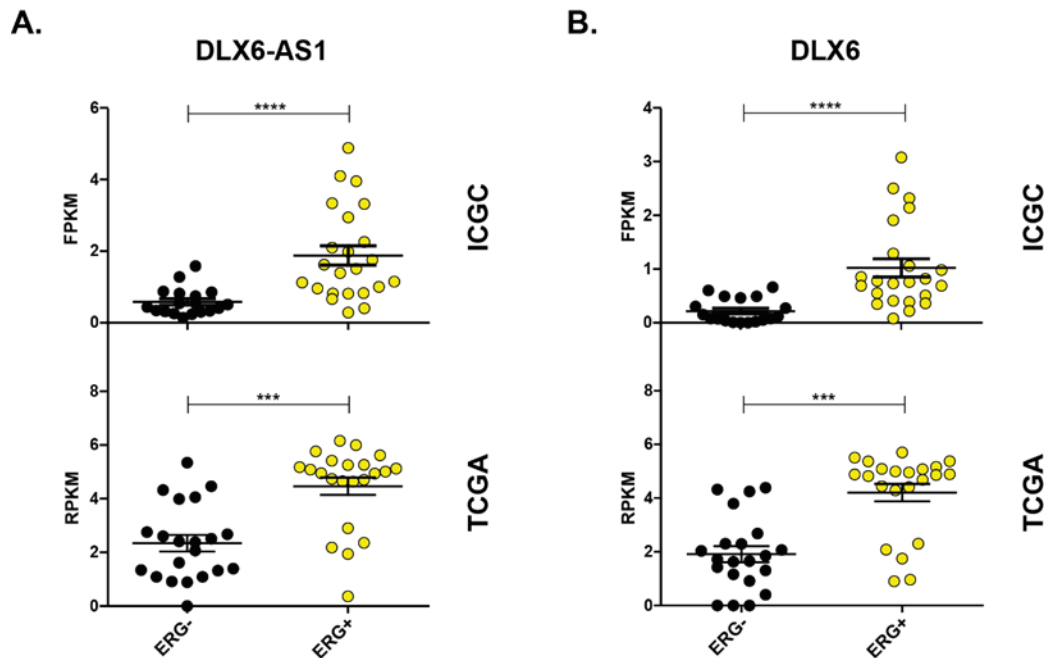 A.
DLX6-AS1
6
4
2
0
FPKM
****
ICGC
8
6
4
2
0
RPKM
***
TCGA
ERG-
ERG+
B.
DLX6
4
3
2
1
0
FPKM
****
ICGC
8
6
4
2
0
RPKM
***
TCGA
ERG-
ERG+